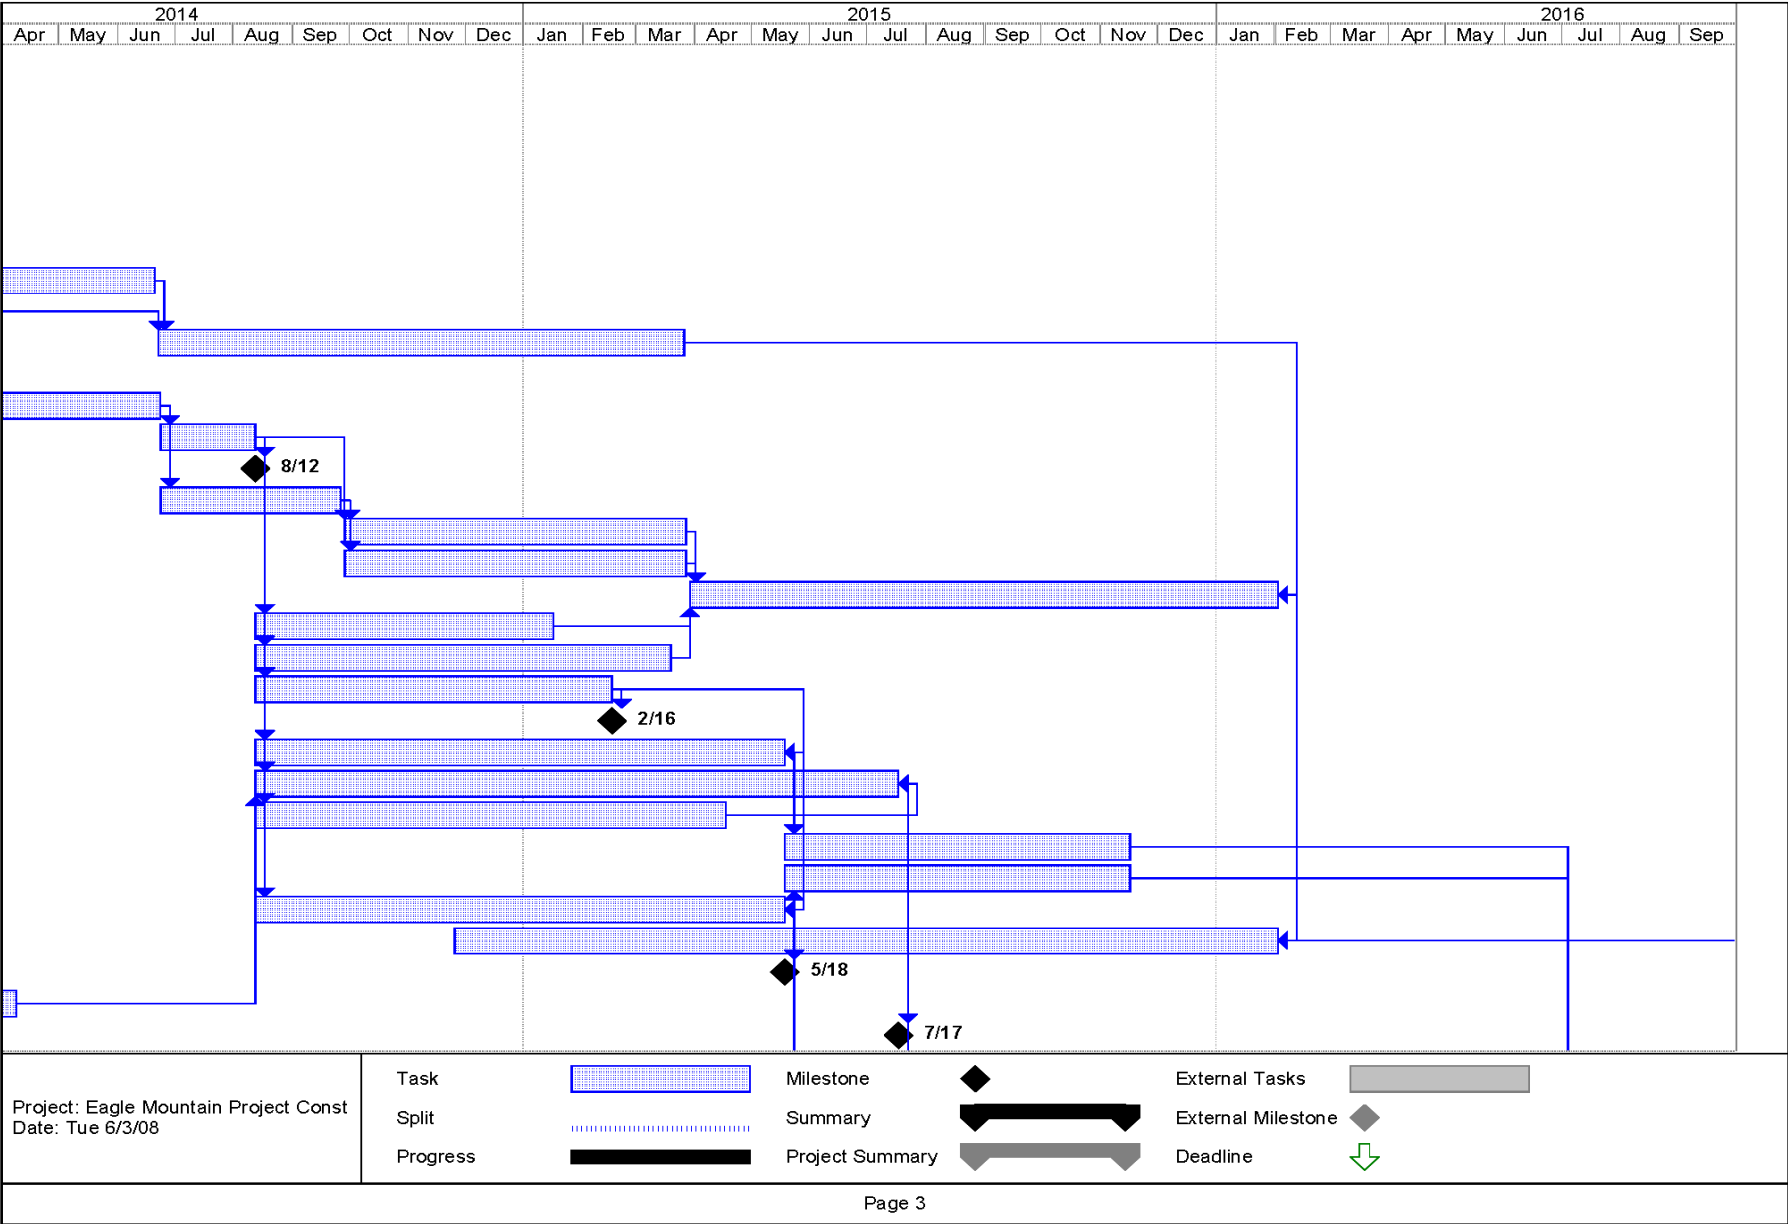 2014 2015 2016
Apr May Jun Jul Aug Sep Oct Nov Dec Jan Feb Mar Apr May Jun Jul Aug Sep Oct Nov Dec Jan Feb Mar Apr May Jun Jul Aug Sep
8/12
2/16
5/18
7/17
Project: Eagle Mountain Project Const
Date: Tue 6/3/08
Task Milestone External Tasks
Split Summary External Milestone
Progress Project Summary Deadline
Page 3